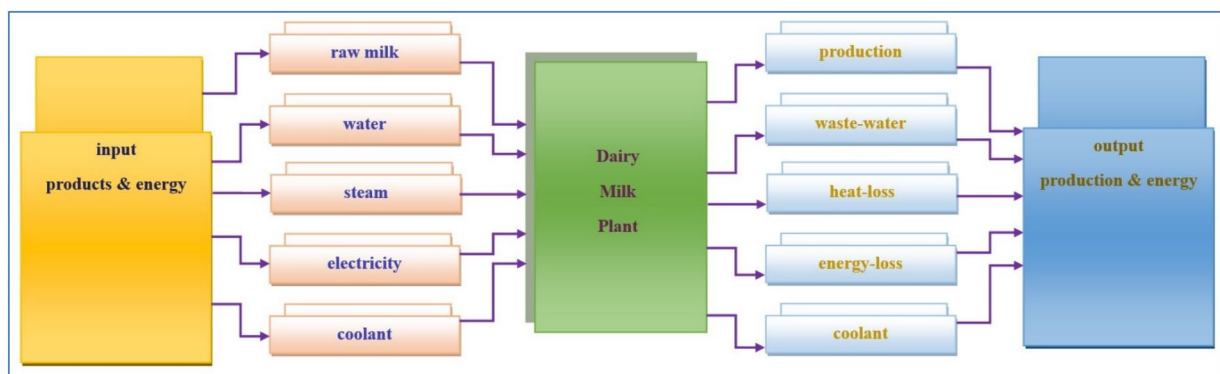 input
products & energy
raw milk
water
steam
electricity
coolant
Dairy
Milk
Plant
production
waste-water
heat-loss
energy-loss
coolant
output
production & energy